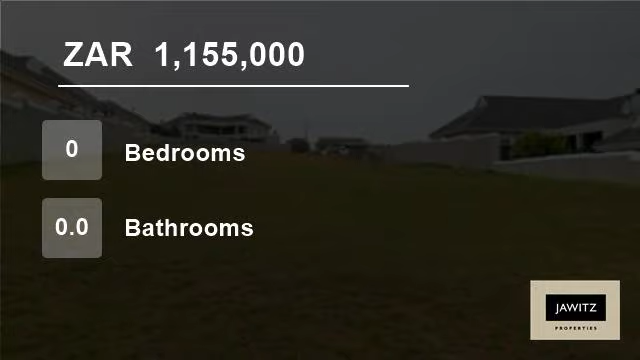 ZAR 1,155,000
0 Bedrooms
0.0 Bathrooms
JAWITZ
PROPERTIES